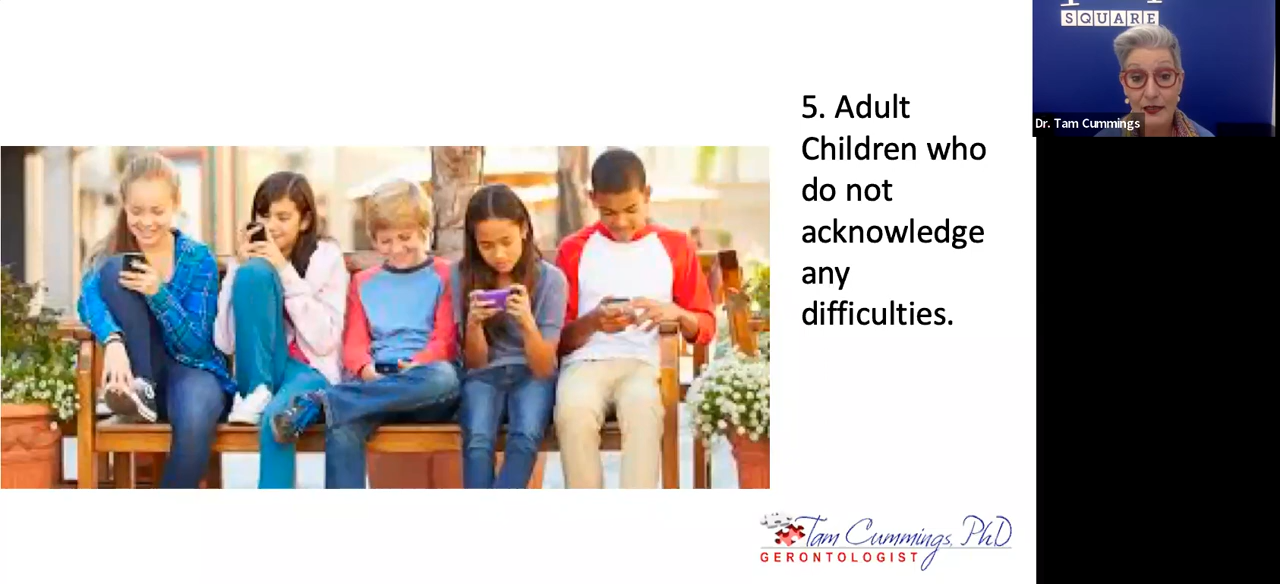 5. Adult
Children who
do not
acknowledge
any
difficulties.
SQUARE
Dr. Tam Cummings
Tam Cummings, PhD
GERONTOLOGIST